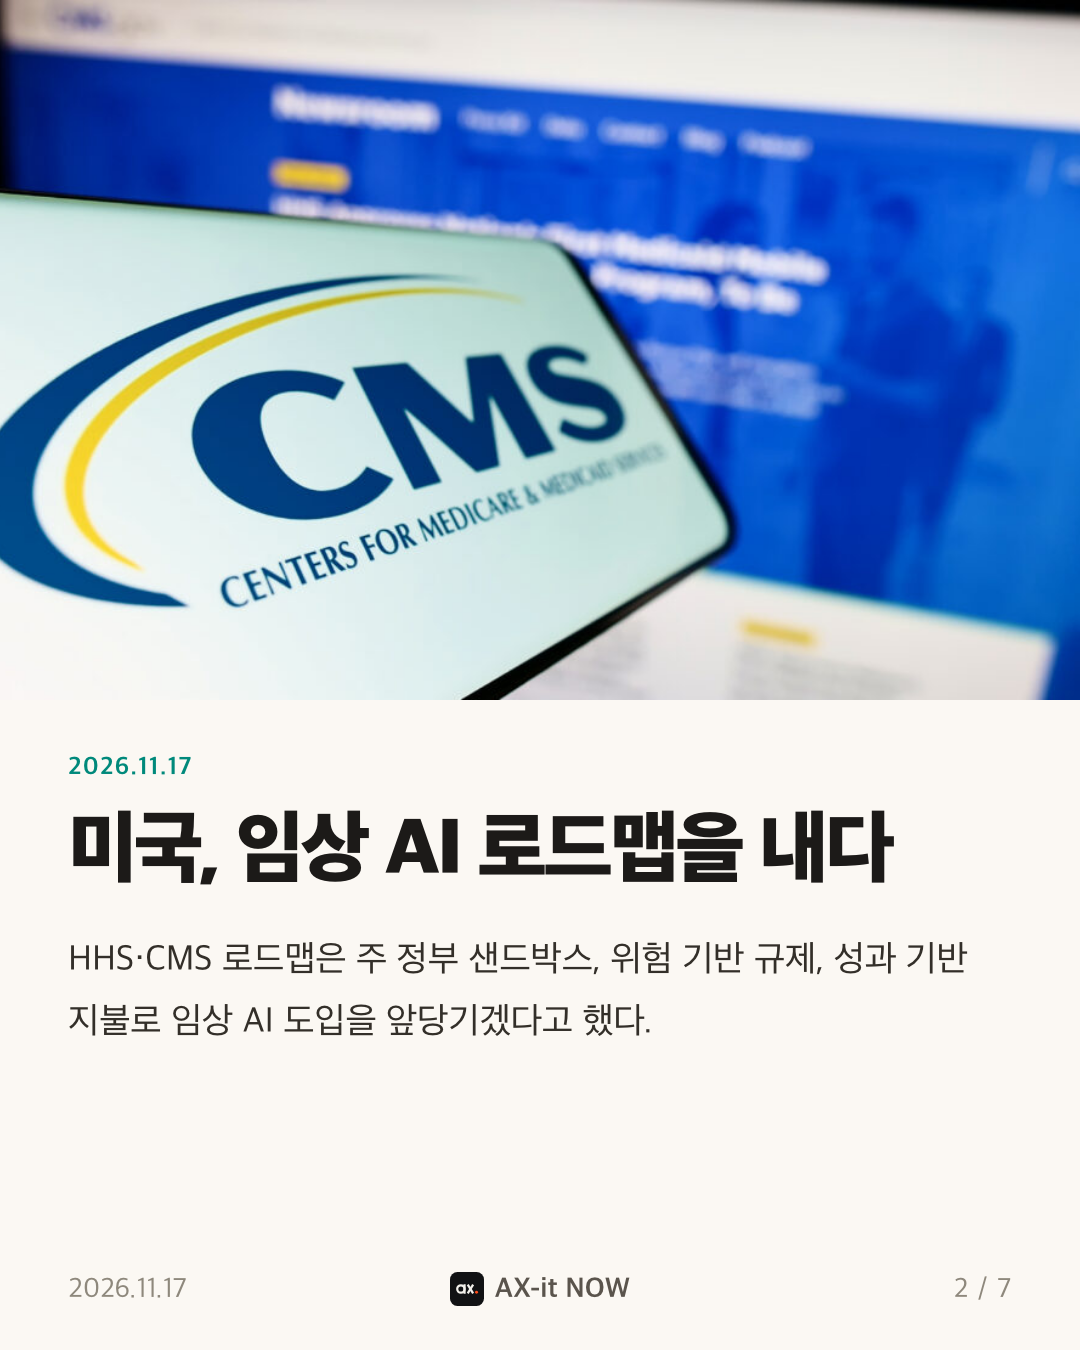 Newsroom
CMS
CENTERS FOR MEDICARE & MEDICAID SERVICES
2026.11.17
미국, 임상 AI 로드맵을 내다
HHS·CMS 로드맵은 주 정부 샌드박스, 위험 기반 규제, 성과 기반
지불로 임상 AI 도입을 앞당기겠다고 했다.
2026.11.17
ax.
AX-it NOW
2 / 7